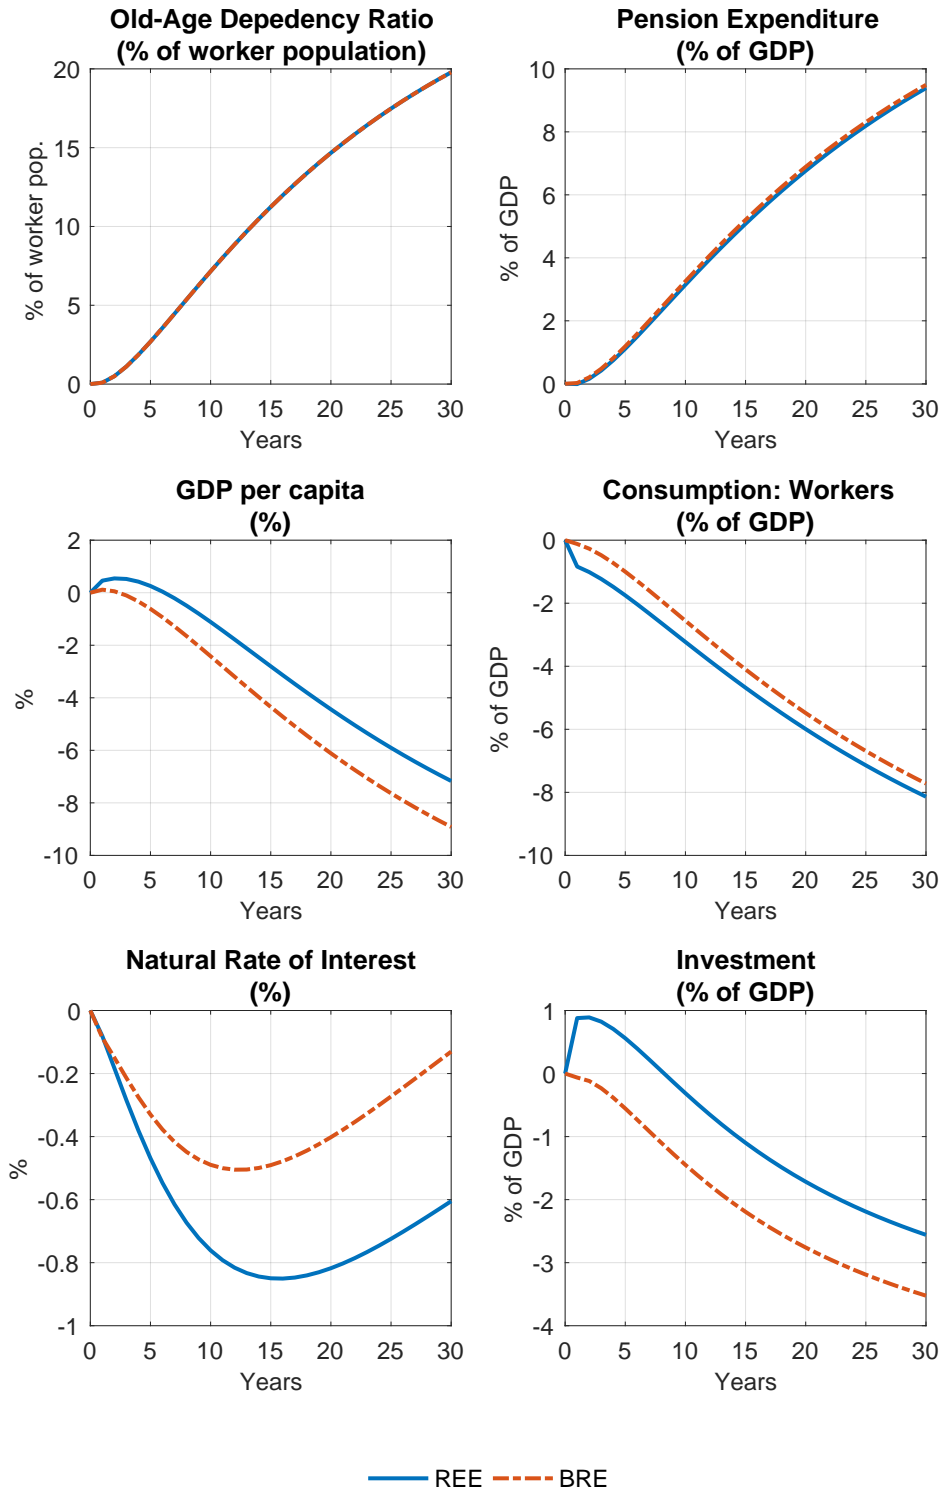 Old-Age Depedency Ratio
(% of worker population)
% of worker pop.
20
15
10
5
0
0 5 10 15 20 25 30
Years
Pension Expenditure
(% of GDP)
% of GDP
10
8
6
4
2
0
0 5 10 15 20 25 30
Years
GDP per capita
(%)
%
2
0
-2
-4
-6
-8
-10
0 5 10 15 20 25 30
Years
Consumption: Workers
(% of GDP)
% of GDP
0
-2
-4
-6
-8
-10
0 5 10 15 20 25 30
Years
Natural Rate of Interest
(%)
%
0
-0.2
-0.4
-0.6
-0.8
-1
0 5 10 15 20 25 30
Years
Investment
(% of GDP)
% of GDP
1
0
-1
-2
-3
-4
0 5 10 15 20 25 30
Years
REE BRE